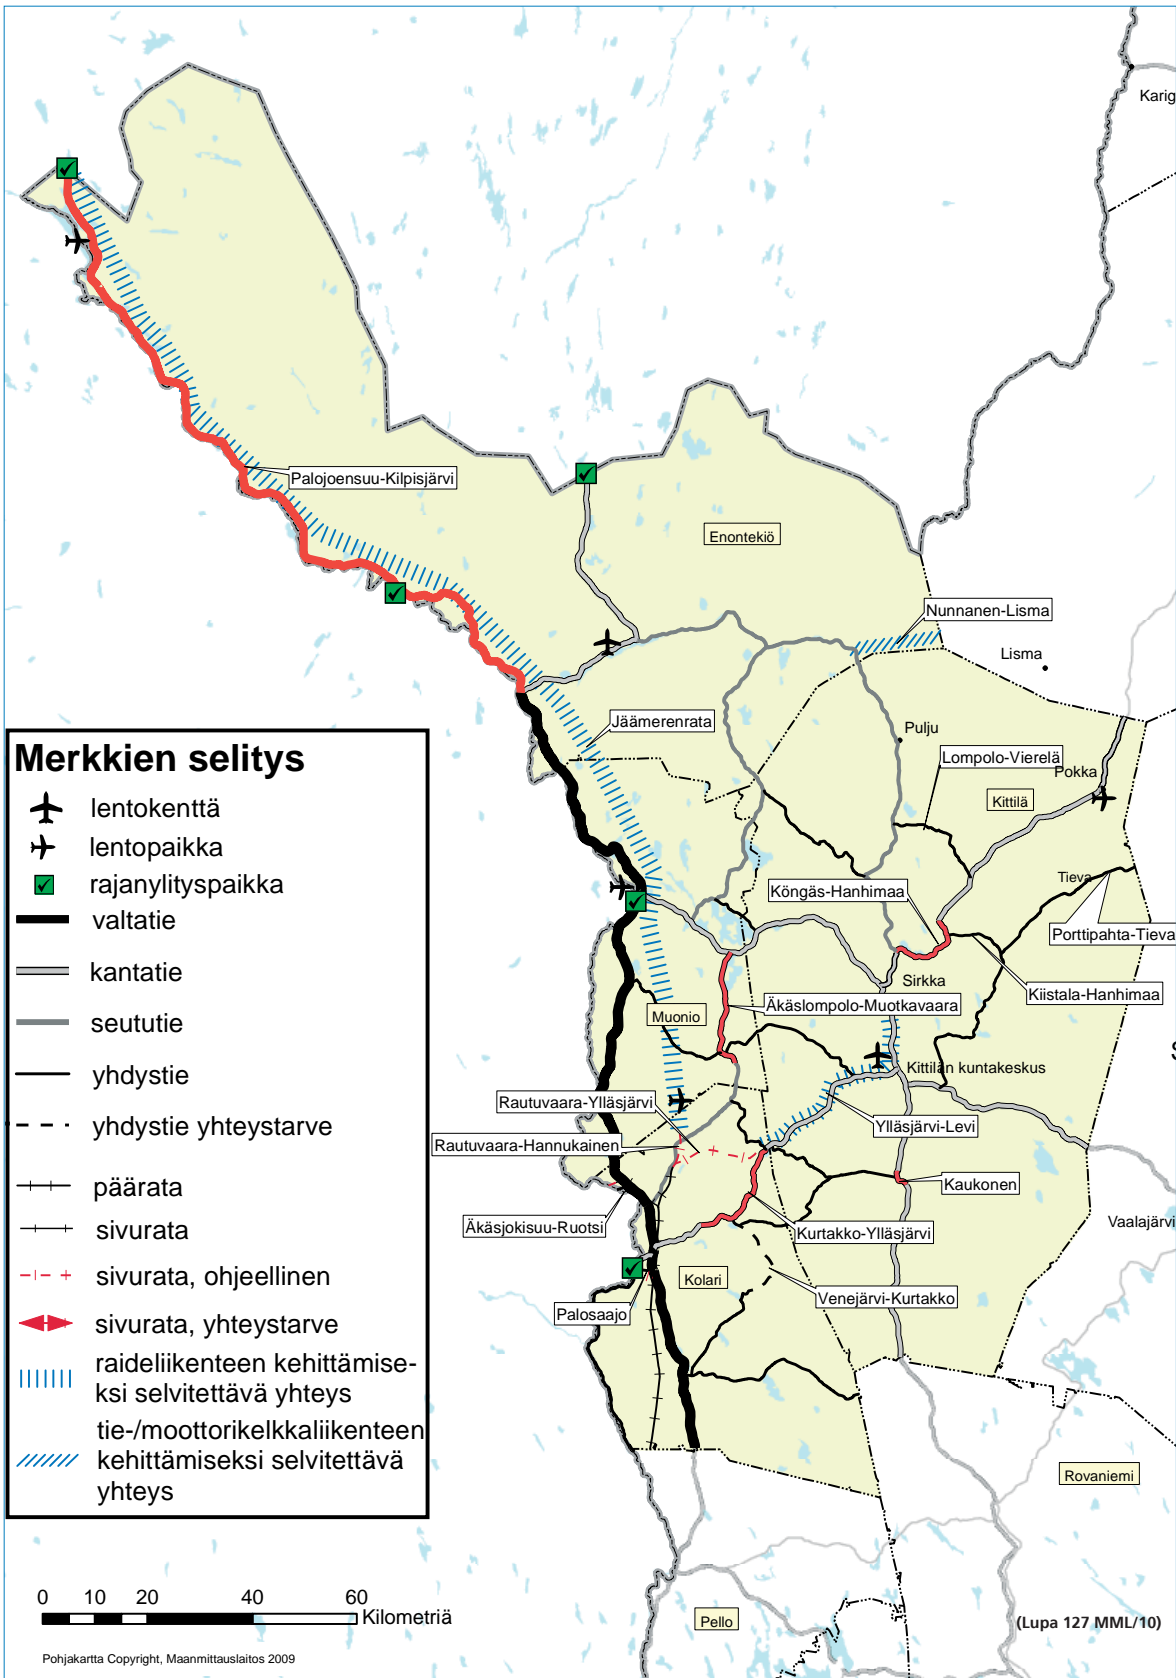 Karig
Palojoensuu-Kilpisjärvi
Enontekiö
Nunnanen-Lisma
Lisma
Jäämerenrata
Pulju
Lompolo-Vierelä
Pokka
Kittilä
Merkkien selitys
lentokenttä
lentopaikka
rajanylityspaikka
valtatie
kantatie
seututie
yhdystie
yhdystie yhteystarve
päärata
sivurata
sivurata, ohjeellinen
sivurata, yhteystarve
raideliikenteen kehittämise-
ksi selvitettävä yhteys
tie-/moottorikelkkaliikenteen
kehittämiseksi selvitettävä
yhteys
Tieva
Köngäs-Hanhimaa
Porttipahta-Tieva
Sirkka
Kiistala-Hanhimaa
Äkäslompolo-Muotkavaara
Muonio
Kittilän kuntakeskus
Rautuvaara-Ylläsjärvi
Ylläsjärvi-Levi
Rautuvaara-Hannukainen
Kaukonen
Äkäsjokisuu-Ruotsi
Kurtakko-Ylläsjärvi
Vaalajärvi
Kolari
Venejärvi-Kurtakko
Palosaajo
Rovaniemi
0 10 20 40 60
Kilometriä
Pello
(Lupa 127 MML/10)
Pohjakartta Copyright, Maanmittauslaitos 2009